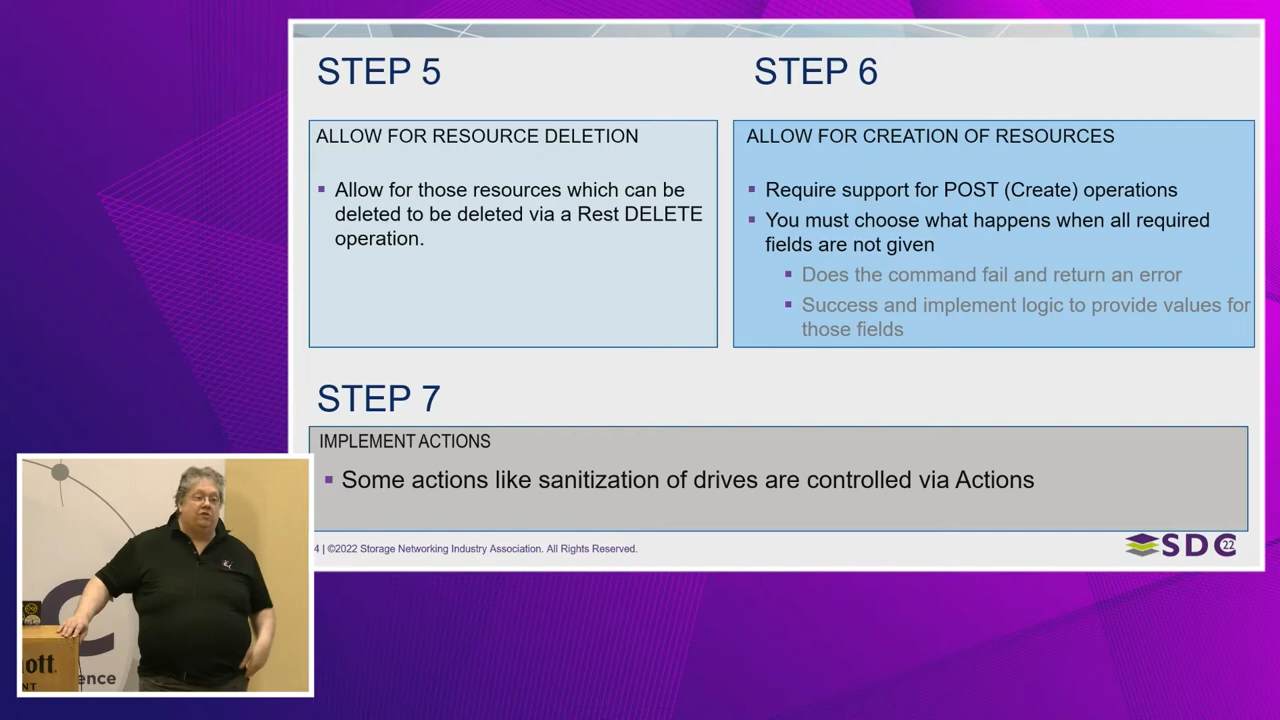 STEP 5
ALLOW FOR RESOURCE DELETION
▪ Allow for those resources which can be
deleted to be deleted via a Rest DELETE
operation.
STEP 6
ALLOW FOR CREATION OF RESOURCES
▪ Require support for POST (Create) operations
▪ You must choose what happens when all required
fields are not given
▪ Does the command fail and return an error
▪ Success and implement logic to provide values for
those fields
STEP 7
IMPLEMENT ACTIONS
▪ Some actions like sanitization of drives are controlled via Actions
4 | ©2022 Storage Networking Industry Association. All Rights Reserved.
SDC 22
ott.
NT
ence